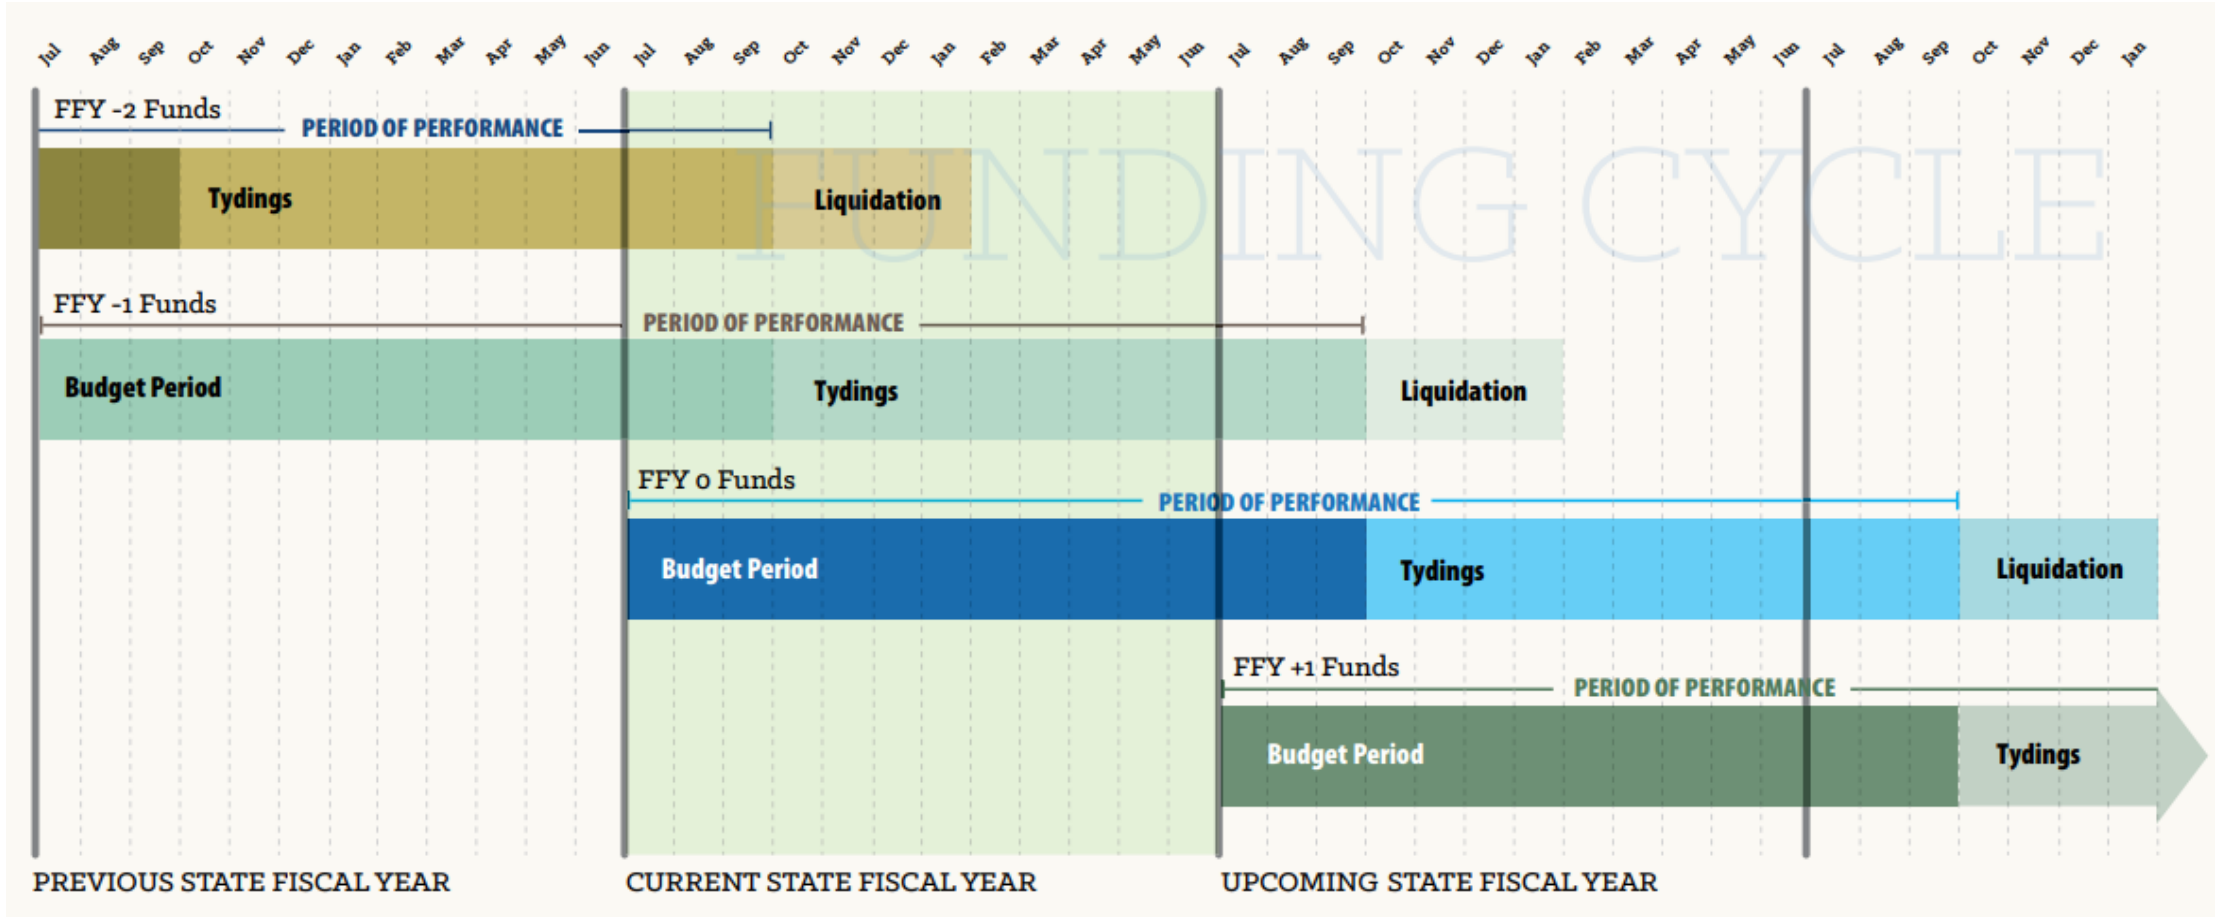 Jul Aug Sep Oct Nov Dec Jan Feb Mar Apr May Jun Jul Aug Sep Oct Nov Dec Jan Feb Mar Apr May Jun Jul Aug Sep Oct Nov Dec Jan Feb Mar Apr May Jun Jul Aug Sep Oct Nov Dec Jan
FFY -2 Funds
PERIOD OF PERFORMANCE
FUNDING CYCLE
Tydings
Liquidation
FFY -1 Funds
PERIOD OF PERFORMANCE
Budget Period
Tydings
Liquidation
FFY 0 Funds
PERIOD OF PERFORMANCE
Budget Period
Tydings
Liquidation
FFY +1 Funds
PERIOD OF PERFORMANCE
Budget Period
Tydings
PREVIOUS STATE FISCAL YEAR
CURRENT STATE FISCAL YEAR
UPCOMING STATE FISCAL YEAR